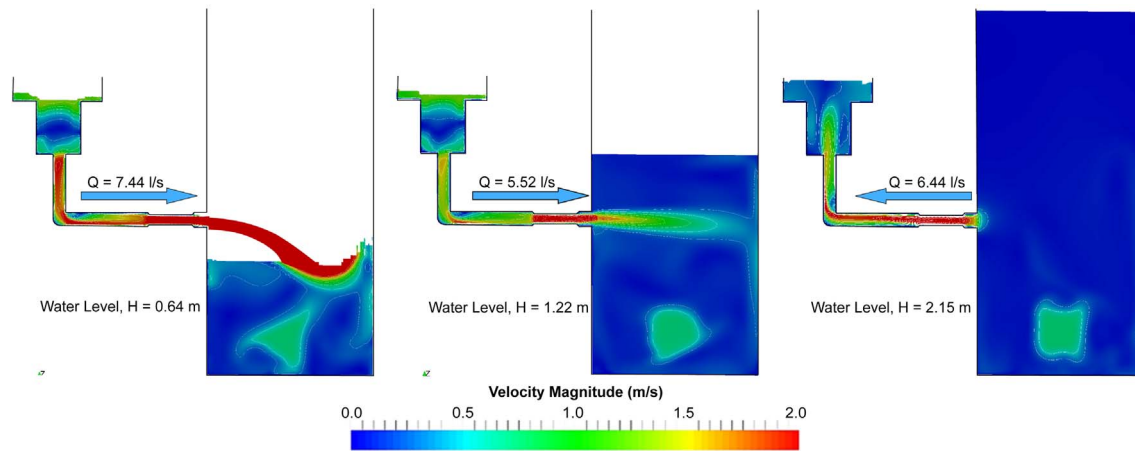 Q = 7.44 l/s
Q = 5.52 l/s
Q = 6.44 l/s
Water Level, H = 0.64 m
Water Level, H = 1.22 m
Water Level, H = 2.15 m
Velocity Magnitude (m/s)
0.0 0.5 1.0 1.5 2.0